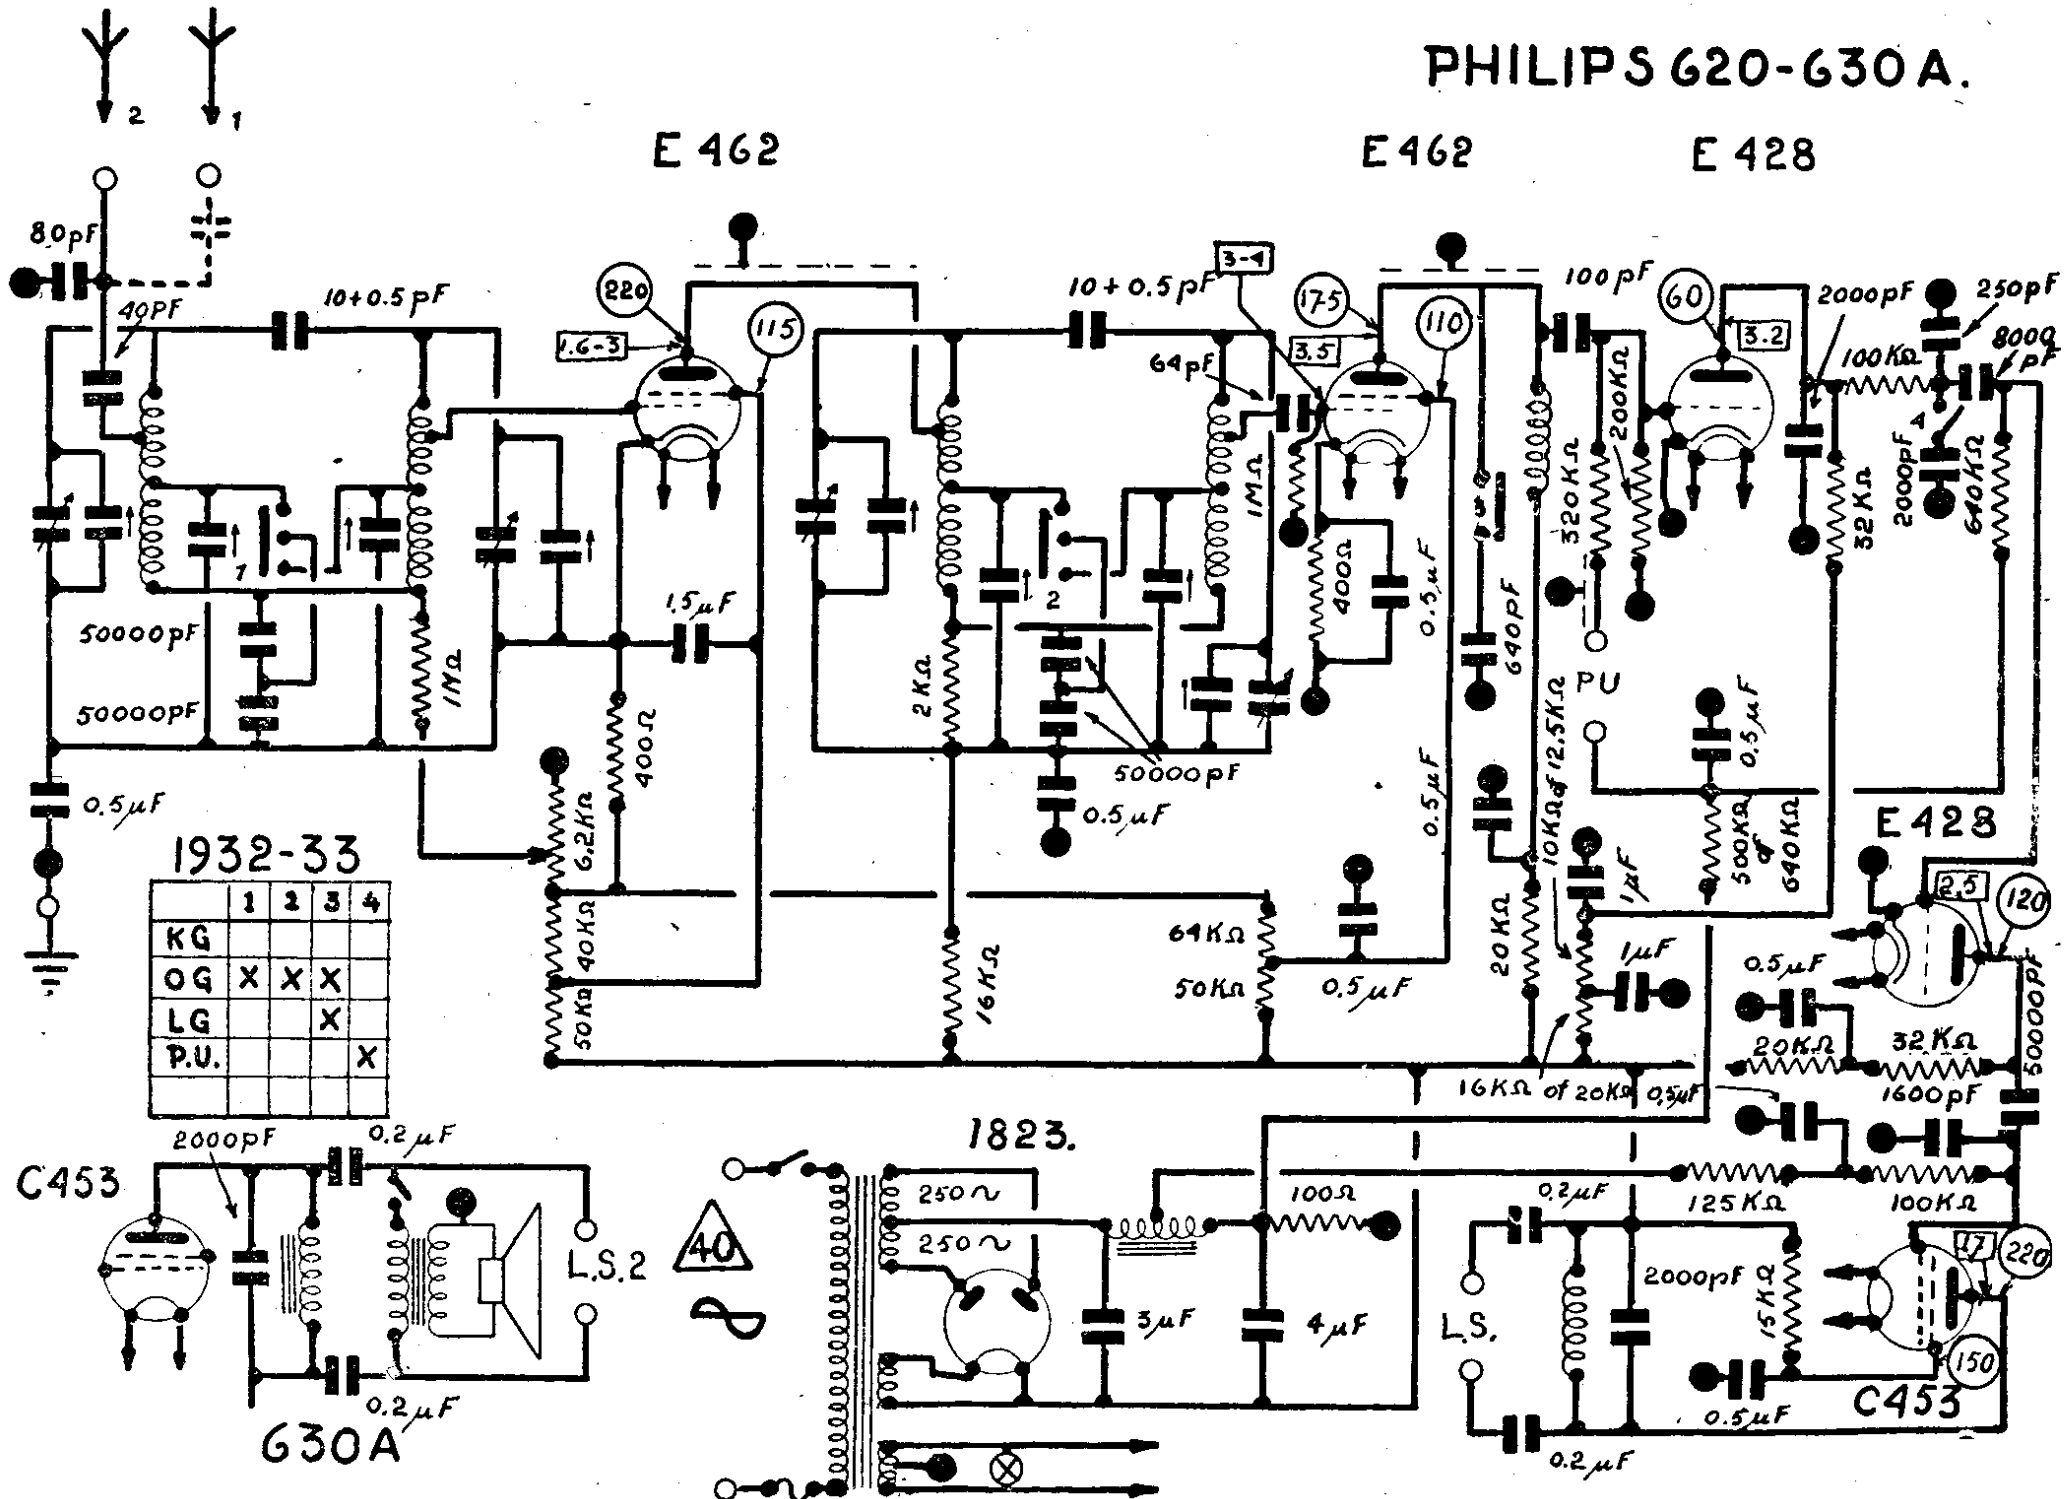 PHILIPS 620-630A.
E 462
E 462
E 428
2
1
80pF
40PF
10+0.5pF
220
115
1.6-3
10+0.5pF
3-4
64pF
175
110
3.5
100pF
60
3.2
2000pF
250pF
8000
pF
100KΩ
200KΩ
320KΩ
32KΩ
2000pF
4
640KΩ
1
50000pF
50000pF
1MΩ
1.5µF
400Ω
0.5µF
6.2KΩ
40KΩ
50KΩ
2KΩ
2
1MΩ
400Ω
0.5µF
640pF
50000pF
0.5µF
0.5µF
PU
10KΩ of 12.5KΩ
0.5µF
500KΩ
of
640KΩ
E 428
2.5
120
1932-33
1 2 3 4
KG
OG X X X
LG X
P.U. X
16KΩ
64KΩ
50KΩ
0.5µF
20KΩ
1µF
1µF
0.5µF
20KΩ
32KΩ
50000PF
16KΩ of 20KΩ
0.5µF
1600pF
125KΩ
100KΩ
C453
2000pF
0.2µF
L.S.2
0.2µF
630A
40
1823.
250~
250~
100Ω
3µF
4µF
0.2µF
L.S.
2000pF
15KΩ
17
220
150
C453
0.5µF
0.2µF